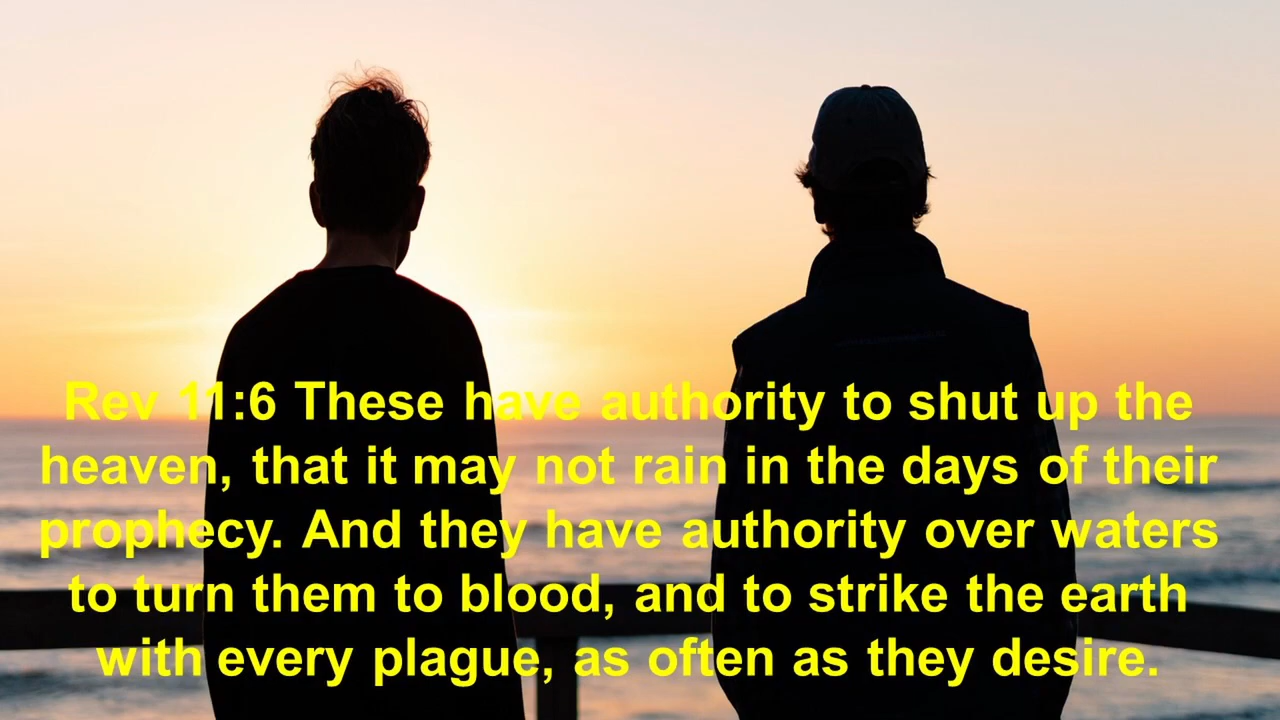 Rev 11:6 These have authority to shut up the
heaven, that it may not rain in the days of their
prophecy. And they have authority over waters
to turn them to blood, and to strike the earth
with every plague, as often as they desire.